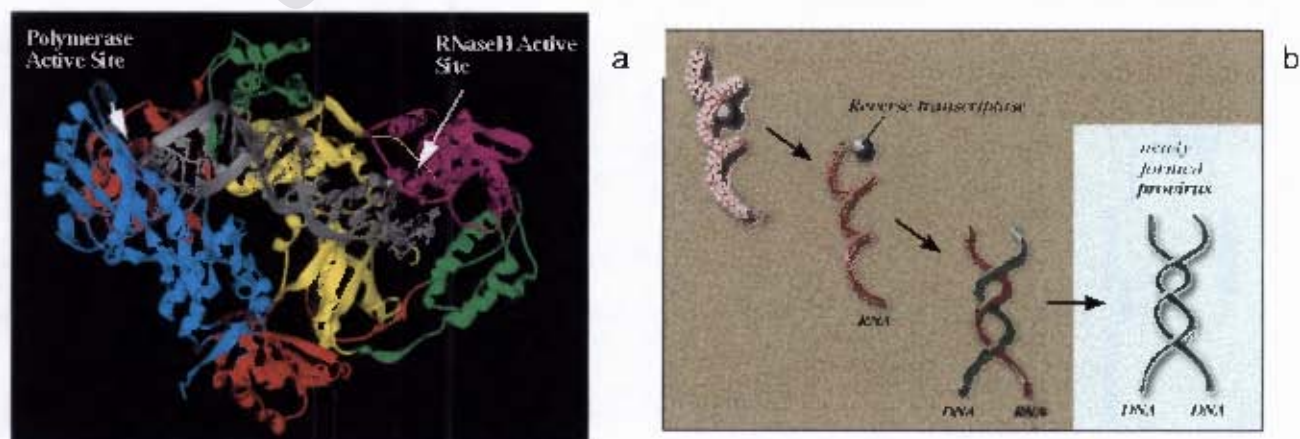 Polymerase
Active Site
RNaseH Active
Site
a
Reverse transcriptase
RNA
DNA RNA
newly
formed
provirus
DNA DNA
b